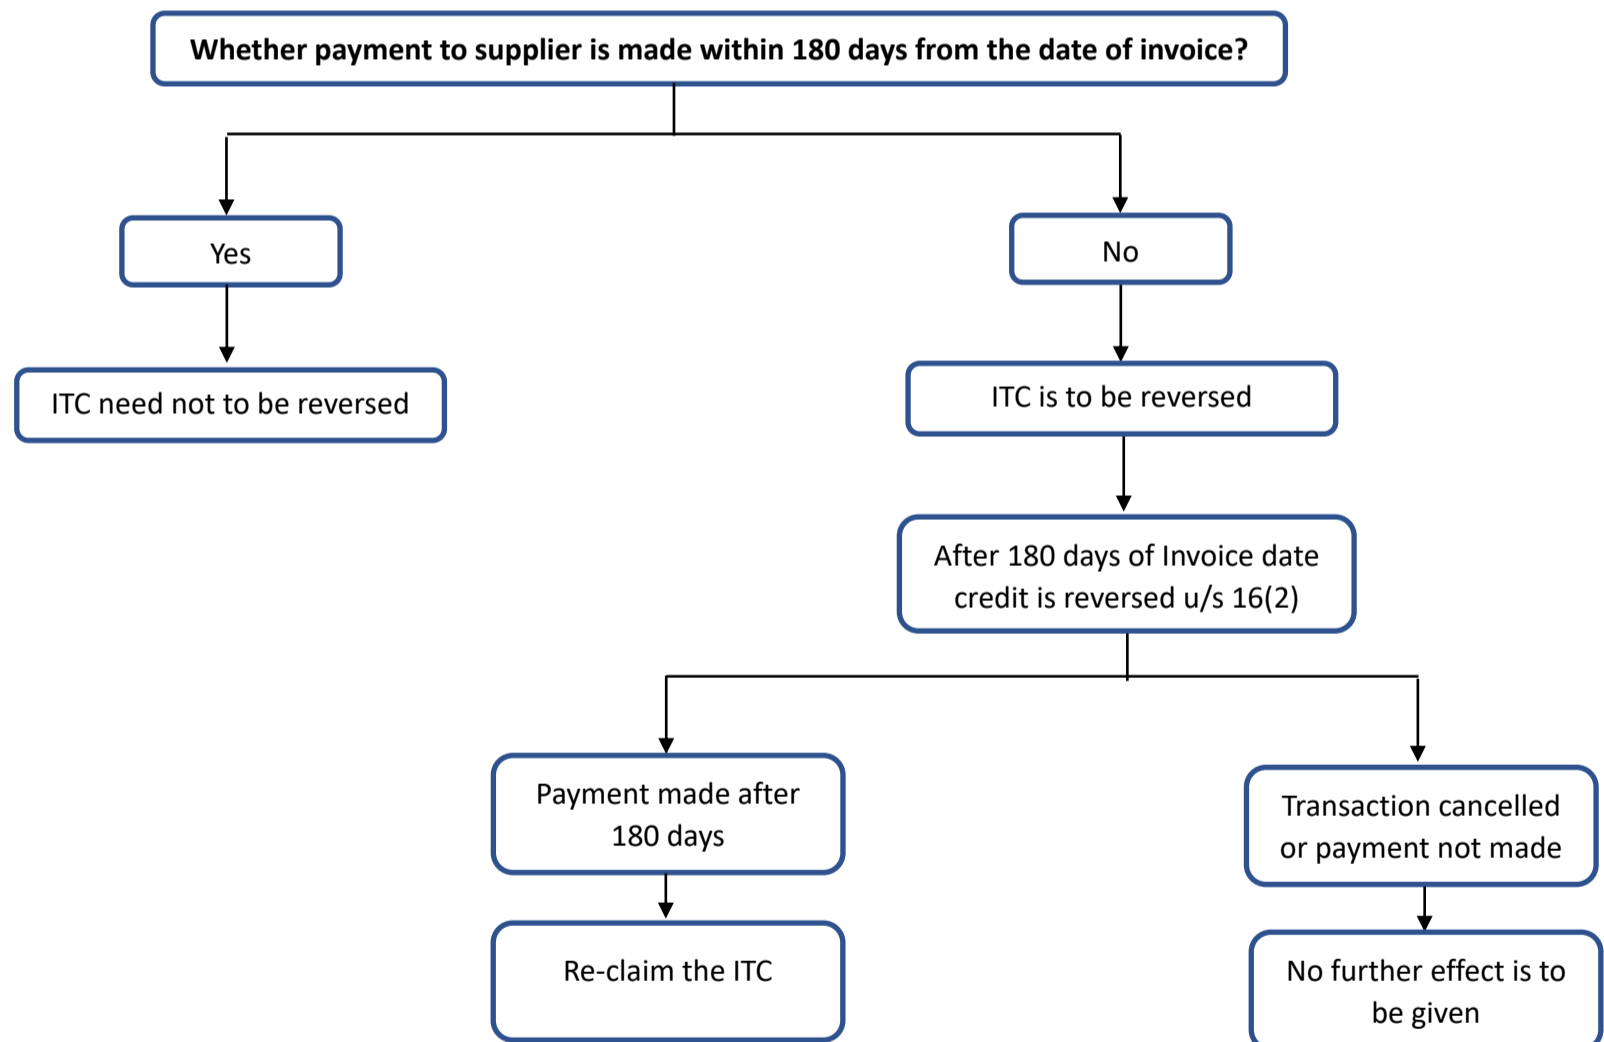 Whether payment to supplier is made within 180 days from the date of invoice?
Yes
No
ITC need not to be reversed
ITC is to be reversed
After 180 days of Invoice date
credit is reversed u/s 16(2)
Payment made after
180 days
Transaction cancelled
or payment not made
Re-claim the ITC
No further effect is to
be given